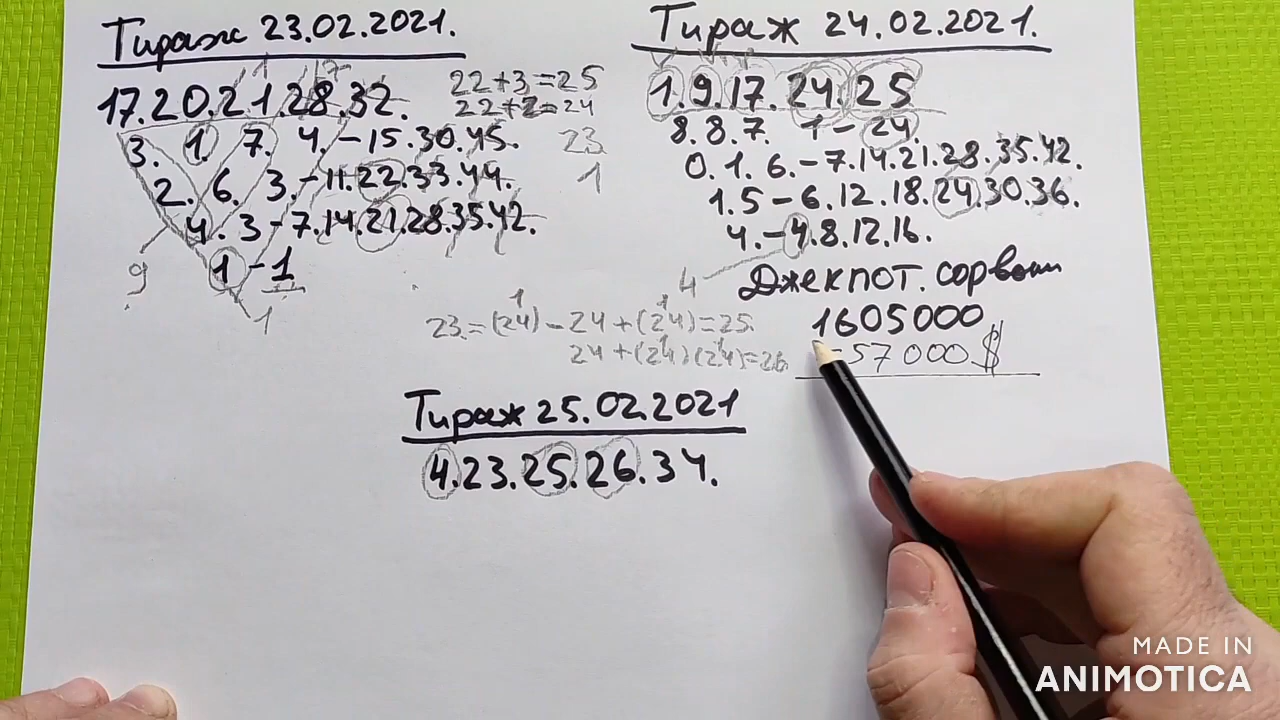 Тираж 23.02.2021.
17.20.21.28.32.
22+3=25
22+2=24
23
1
3. 1. 7. 4. - 15.30.45.
2. 6. 3. - 11.22.33.44.
4. 3 - 7.14.21.28.35.42.
1 - 1
9
1
Тираж 24.02.2021.
1.9.17.24.25
8.8.7. 1 - 24.
0.1.6. - 7.14.21.28.35.42.
1.5 - 6.12.18.24.30.36.
4. - 4.8.12.16.
4
Джекпот. сорвали
1605000
57000$
23=(24) - 24+(24)=25.
24+(24)(24)=26.
Тираж 25.02.2021
4.23.25.26.34.
MADE IN
ANIMOTICA